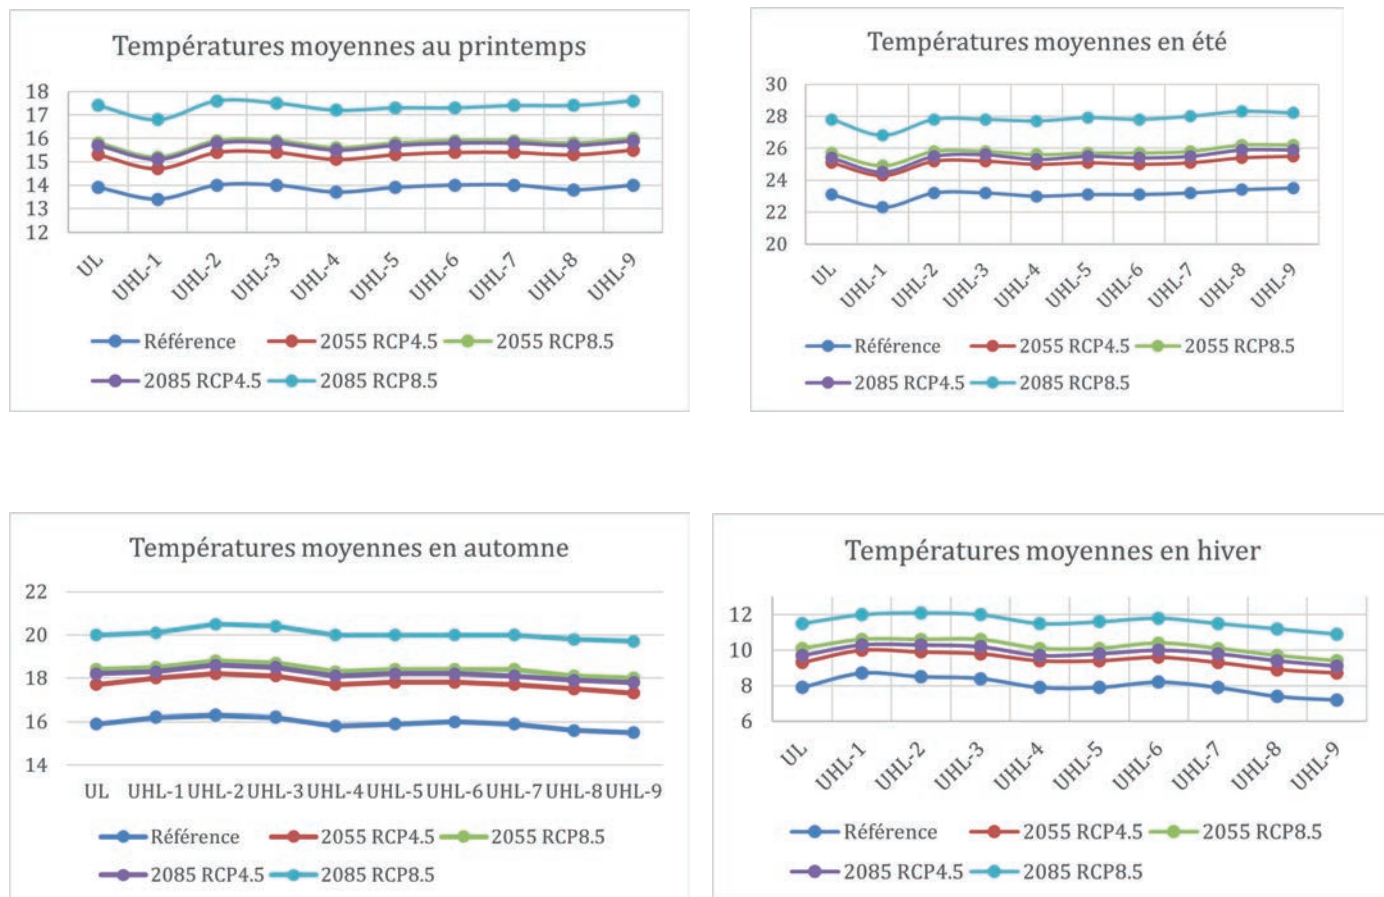 Températures moyennes au printemps
18
17
16
15
14
13
12
UL UHL-1 UHL-2 UHL-3 UHL-4 UHL-5 UHL-6 UHL-7 UHL-8 UHL-9
Référence 2055 RCP4.5 2055 RCP8.5
2085 RCP4.5 2085 RCP8.5
Températures moyennes en été
30
28
26
24
22
20
UL UHL-1 UHL-2 UHL-3 UHL-4 UHL-5 UHL-6 UHL-7 UHL-8 UHL-9
Référence 2055 RCP4.5 2055 RCP8.5
2085 RCP4.5 2085 RCP8.5
Températures moyennes en automne
22
20
18
16
14
UL UHL-1 UHL-2 UHL-3 UHL-4 UHL-5 UHL-6 UHL-7 UHL-8 UHL-9
Référence 2055 RCP4.5 2055 RCP8.5
2085 RCP4.5 2085 RCP8.5
Températures moyennes en hiver
12
10
8
6
UL UHL-1 UHL-2 UHL-3 UHL-4 UHL-5 UHL-6 UHL-7 UHL-8 UHL-9
Référence 2055 RCP4.5 2055 RCP8.5
2085 RCP4.5 2085 RCP8.5